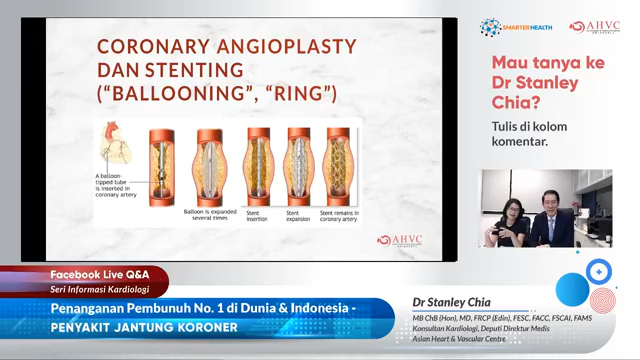 CORONARY ANGIOPLASTY
DAN STENTING
("BALLOONING", "RING")
A balloon-
tipped tube
is inserted in
coronary artery
Balloon is expanded
several times
Stent
insertion
Stent
expansion
Stent remains in
coronary artery
AHVC
SMARTERHEALTH
AHVC
Mau tanya ke
Dr Stanley
Chia?
Tulis di kolom
komentar.
Facebook Live Q&A
Seri Informasi Kardiologi
Penanganan Pembunuh No. 1 di Dunia & Indonesia -
PENYAKIT JANTUNG KORONER
Dr Stanley Chia
MB ChB (Hon), MD, FRCP (Edin), FESC, FACC, FSCAI, FAMS
Konsultan Kardiologi, Deputi Direktur Medis
Asian Heart & Vascular Centre